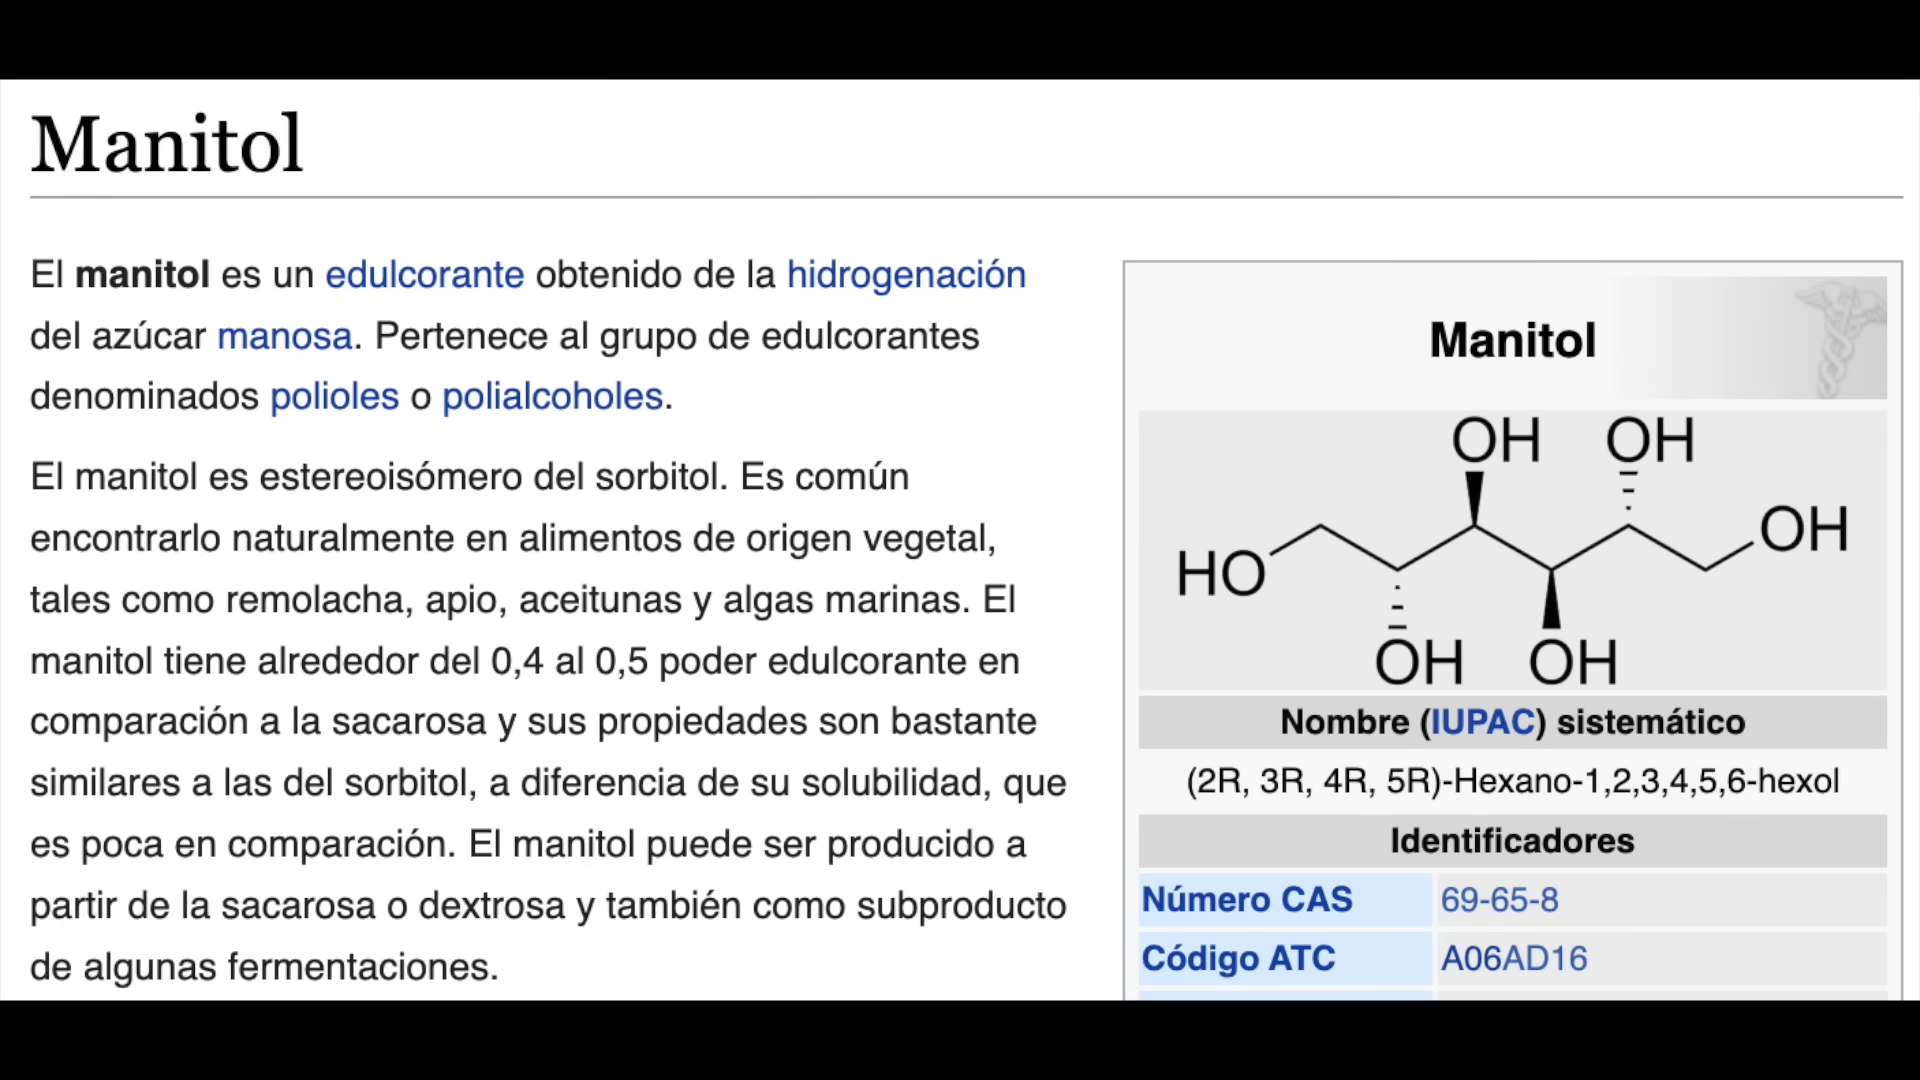 Manitol
El manitol es un edulcorante obtenido de la hidrogenación
del azúcar manosa. Pertenece al grupo de edulcorantes
denominados polioles o polialcoholes.
El manitol es estereoisómero del sorbitol. Es común
encontrarlo naturalmente en alimentos de origen vegetal,
tales como remolacha, apio, aceitunas y algas marinas. El
manitol tiene alrededor del 0,4 al 0,5 poder edulcorante en
comparación a la sacarosa y sus propiedades son bastante
similares a las del sorbitol, a diferencia de su solubilidad, que
es poca en comparación. El manitol puede ser producido a
partir de la sacarosa o dextrosa y también como subproducto
de algunas fermentaciones.
Manitol
OH OH
OH
HO
OH OH
Nombre (IUPAC) sistemático
(2R, 3R, 4R, 5R)-Hexano-1,2,3,4,5,6-hexol
Identificadores
Número CAS 69-65-8
Código ATC A06AD16